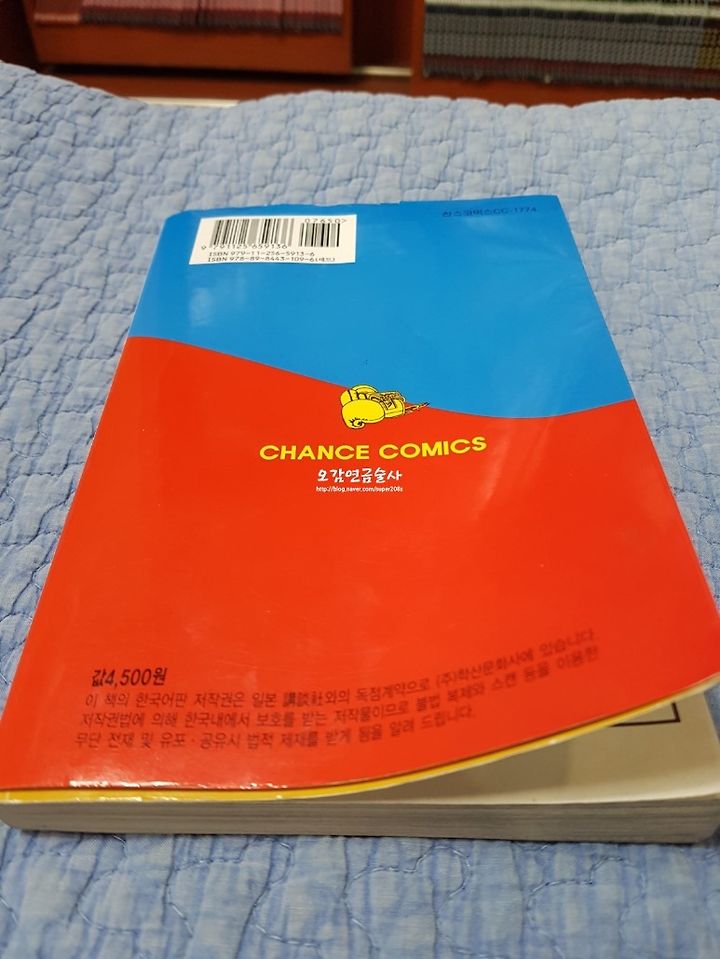 찬스코믹스CC-1774
07650>
9 791125 659136
ISBN 979-11-256-5913-6
ISBN 978-89-8443-109-6(세트)
CHANCE COMICS
오감연금술사
http://blog.naver.com/super208s
값4,500원
이 책의 한국어판 저작권은 일본 講談社와의 독점계약으로 (주)학산문화사에 있습니다.
저작권법에 의해 한국내에서 보호를 받는 저작물이므로 불법 복제와 스캔 등을 이용한
무단 전재 및 유포·공유시 법적 제재를 받게 됨을 알려 드립니다.